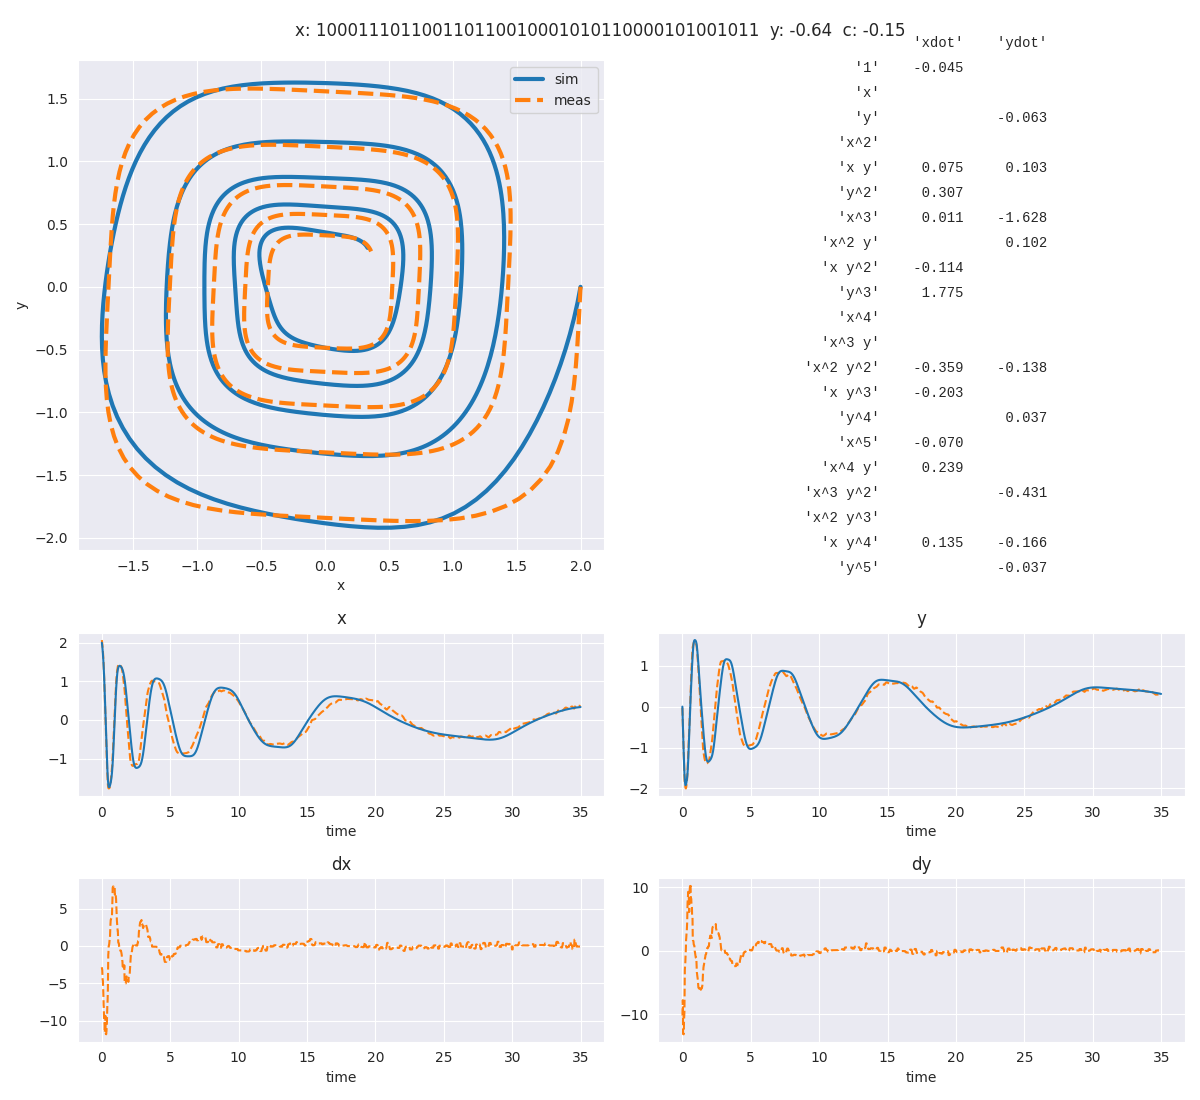 x: 100011101100110110010001010110000101001011  y: -0.64  c: -0.15
'xdot' 'ydot'
'1' -0.045
'x'
'y' -0.063
'x^2'
'x y' 0.075 0.103
'y^2' 0.307
'x^3' 0.011 -1.628
'x^2 y' 0.102
'x y^2' -0.114
'y^3' 1.775
'x^4'
'x^3 y'
'x^2 y^2' -0.359 -0.138
'x y^3' -0.203
'y^4' 0.037
'x^5' -0.070
'x^4 y' 0.239
'x^3 y^2' -0.431
'x^2 y^3'
'x y^4' 0.135 -0.166
'y^5' -0.037
sim
meas
1.5
1.0
0.5
0.0
−0.5
−1.0
−1.5
−2.0
y
−1.5 −1.0 −0.5 0.0 0.5 1.0 1.5 2.0
x
x
2
1
0
−1
0 5 10 15 20 25 30 35
time
y
1
0
−1
−2
0 5 10 15 20 25 30 35
time
dx
5
0
−5
−10
0 5 10 15 20 25 30 35
time
dy
10
0
−10
0 5 10 15 20 25 30 35
time